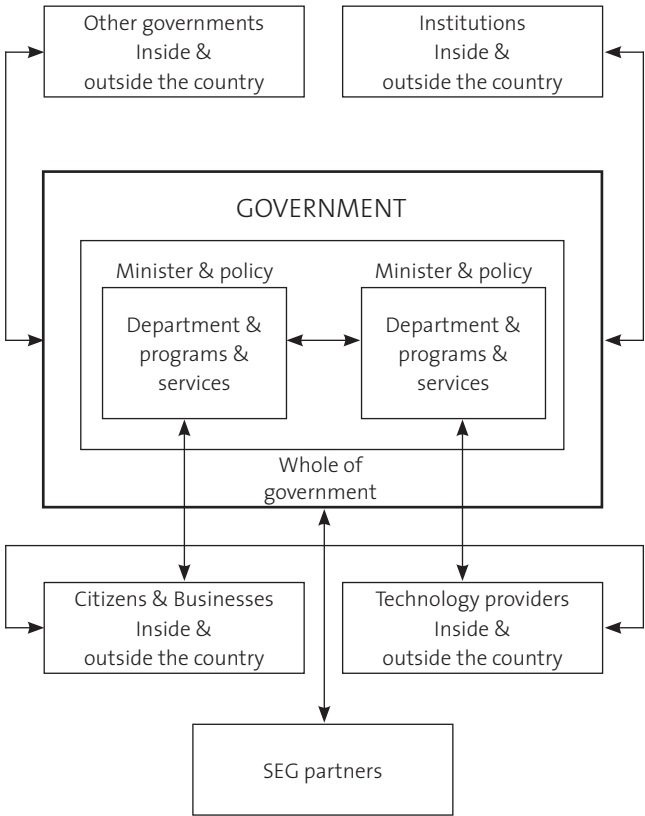 Other governments
Inside &
outside the country
Institutions
Inside &
outside the country
GOVERNMENT
Minister & policy
Minister & policy
Department &
programs &
services
Department &
programs &
services
Whole of
government
Citizens & Businesses
Inside &
outside the country
Technology providers
Inside &
outside the country
SEG partners